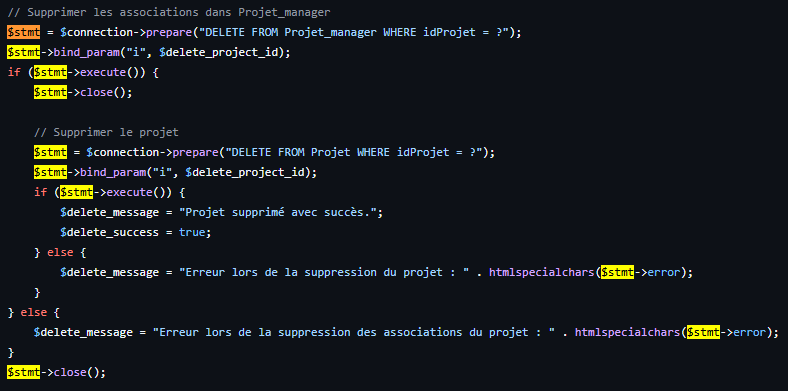 // Supprimer les associations dans Projet_manager
$stmt = $connection->prepare("DELETE FROM Projet_manager WHERE idProjet = ?");
$stmt->bind_param("i", $delete_project_id);
if ($stmt->execute()) {
    $stmt->close();

    // Supprimer le projet
    $stmt = $connection->prepare("DELETE FROM Projet WHERE idProjet = ?");
    $stmt->bind_param("i", $delete_project_id);
    if ($stmt->execute()) {
        $delete_message = "Projet supprimé avec succès.";
        $delete_success = true;
    } else {
        $delete_message = "Erreur lors de la suppression du projet : " . htmlspecialchars($stmt->error);
    }
} else {
    $delete_message = "Erreur lors de la suppression des associations du projet : " . htmlspecialchars($stmt->error);
}
$stmt->close();